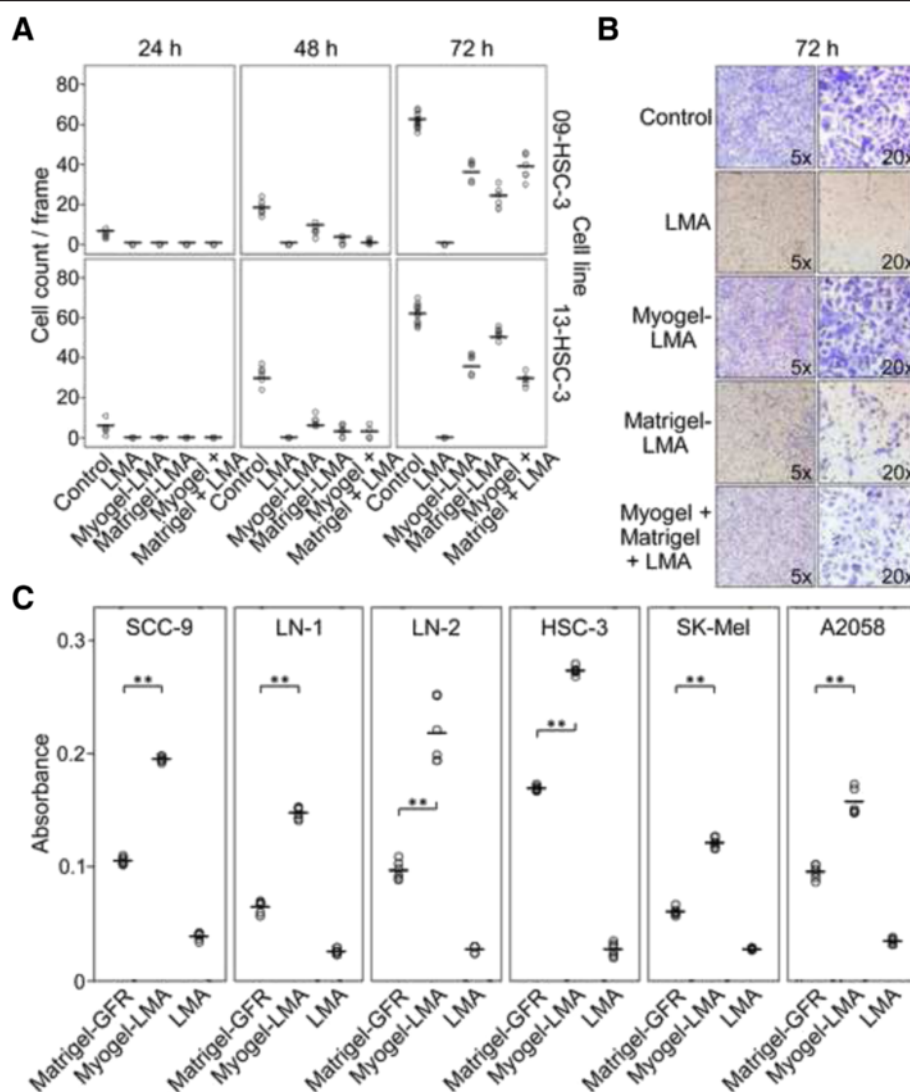 A
24 h
48 h
72 h
80
60
40
20
0
60
40
20
0
Cell count / frame
09-HSC-3
13-HSC-3
Cell line
Control
LMA
Myogel-LMA
Matrigel-LMA
Myogel +
Matrigel + LMA
Control
LMA
Myogel-LMA
Matrigel-LMA
Myogel +
Matrigel + LMA
Control
LMA
Myogel-LMA
Matrigel-LMA
Myogel +
Matrigel + LMA
B
72 h
Control
5x
20x
LMA
5x
20x
Myogel-
LMA
5x
20x
Matrigel-
LMA
5x
20x
Myogel +
Matrigel
+ LMA
5x
20x
C
SCC-9
LN-1
LN-2
HSC-3
SK-Mel
A2058
0.3
0.2
0.1
0
Absorbance
**
**
**
**
**
**
Matrigel-GFR
Myogel-LMA
LMA
Matrigel-GFR
Myogel-LMA
LMA
Matrigel-GFR
Myogel-LMA
LMA
Matrigel-GFR
Myogel-LMA
LMA
Matrigel-GFR
Myogel-LMA
LMA
Matrigel-GFR
Myogel-LMA
LMA